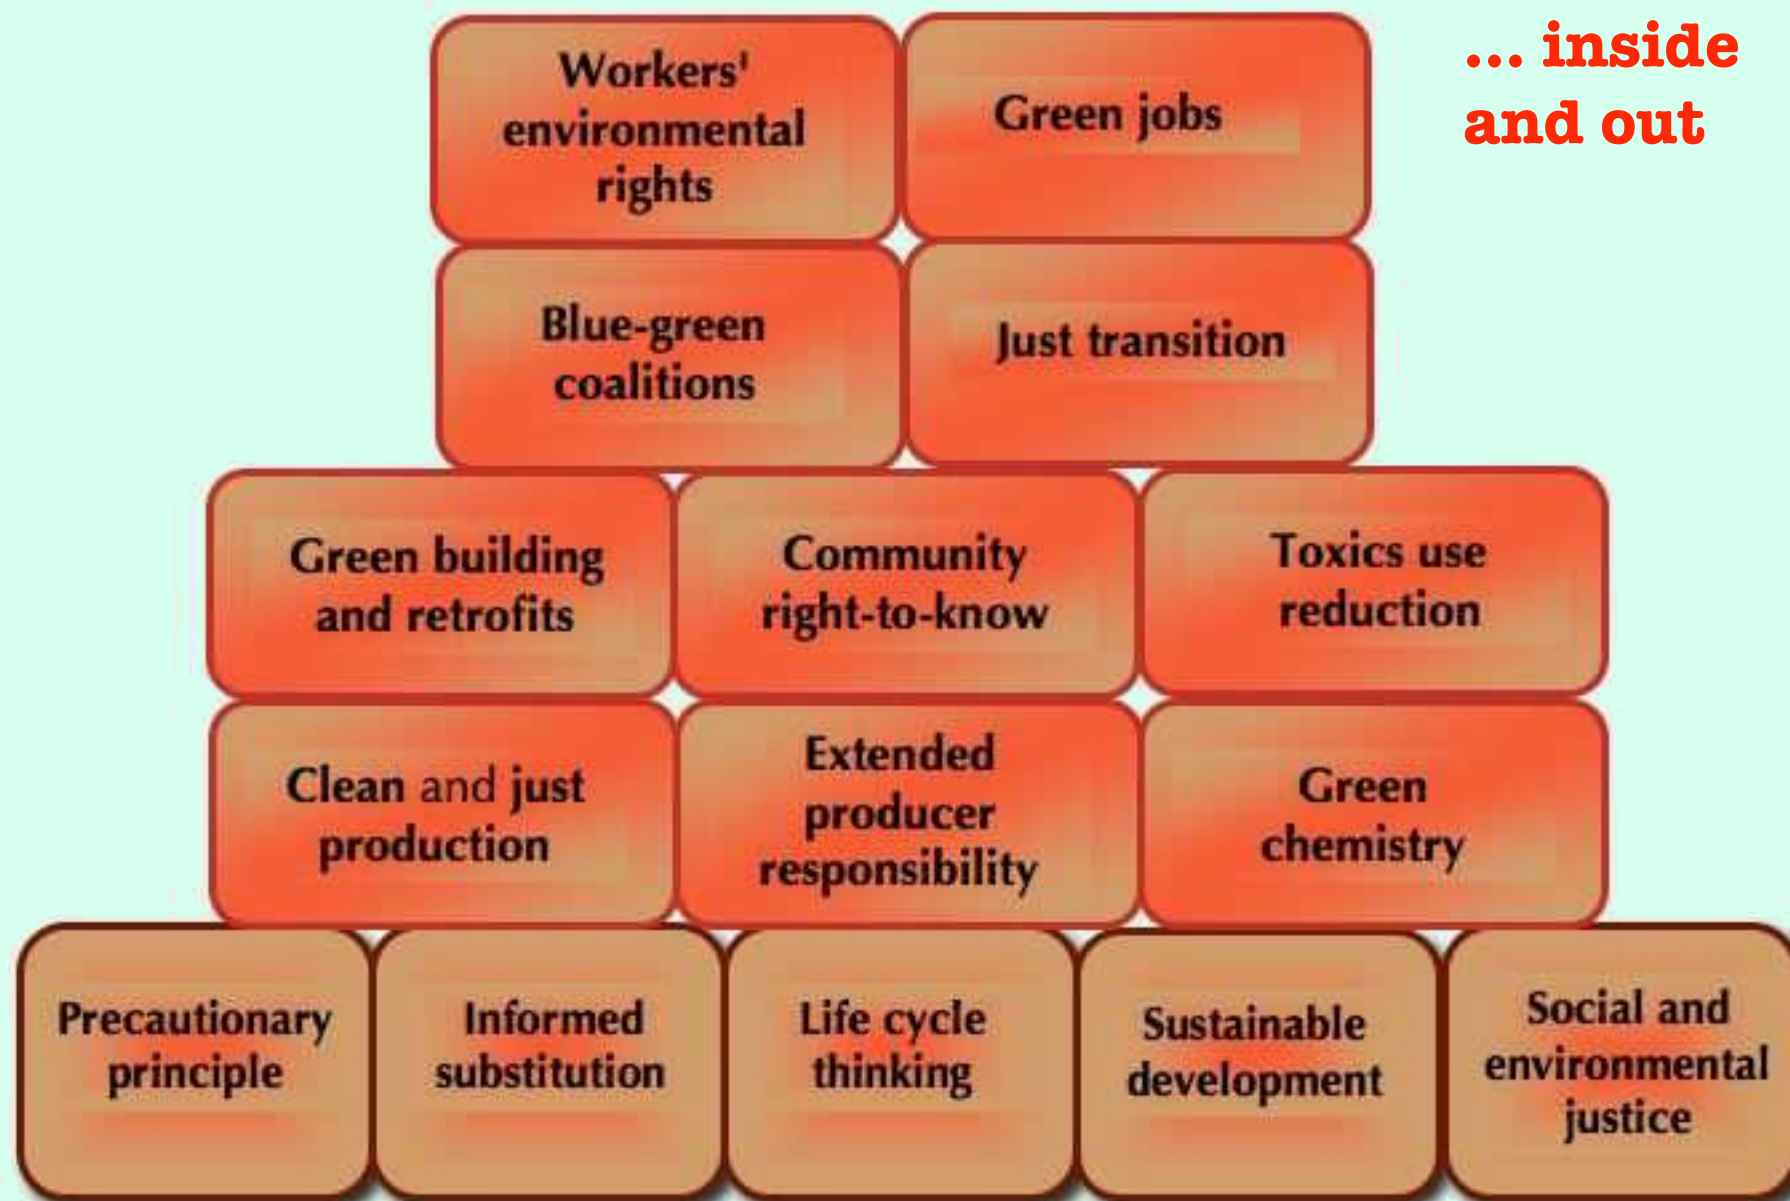 ... inside
and out
Workers'
environmental
rights
Green jobs
Blue-green
coalitions
Just transition
Green building
and retrofits
Community
right-to-know
Toxics use
reduction
Clean and just
production
Extended
producer
responsibility
Green
chemistry
Precautionary
principle
Informed
substitution
Life cycle
thinking
Sustainable
development
Social and
environmental
justice